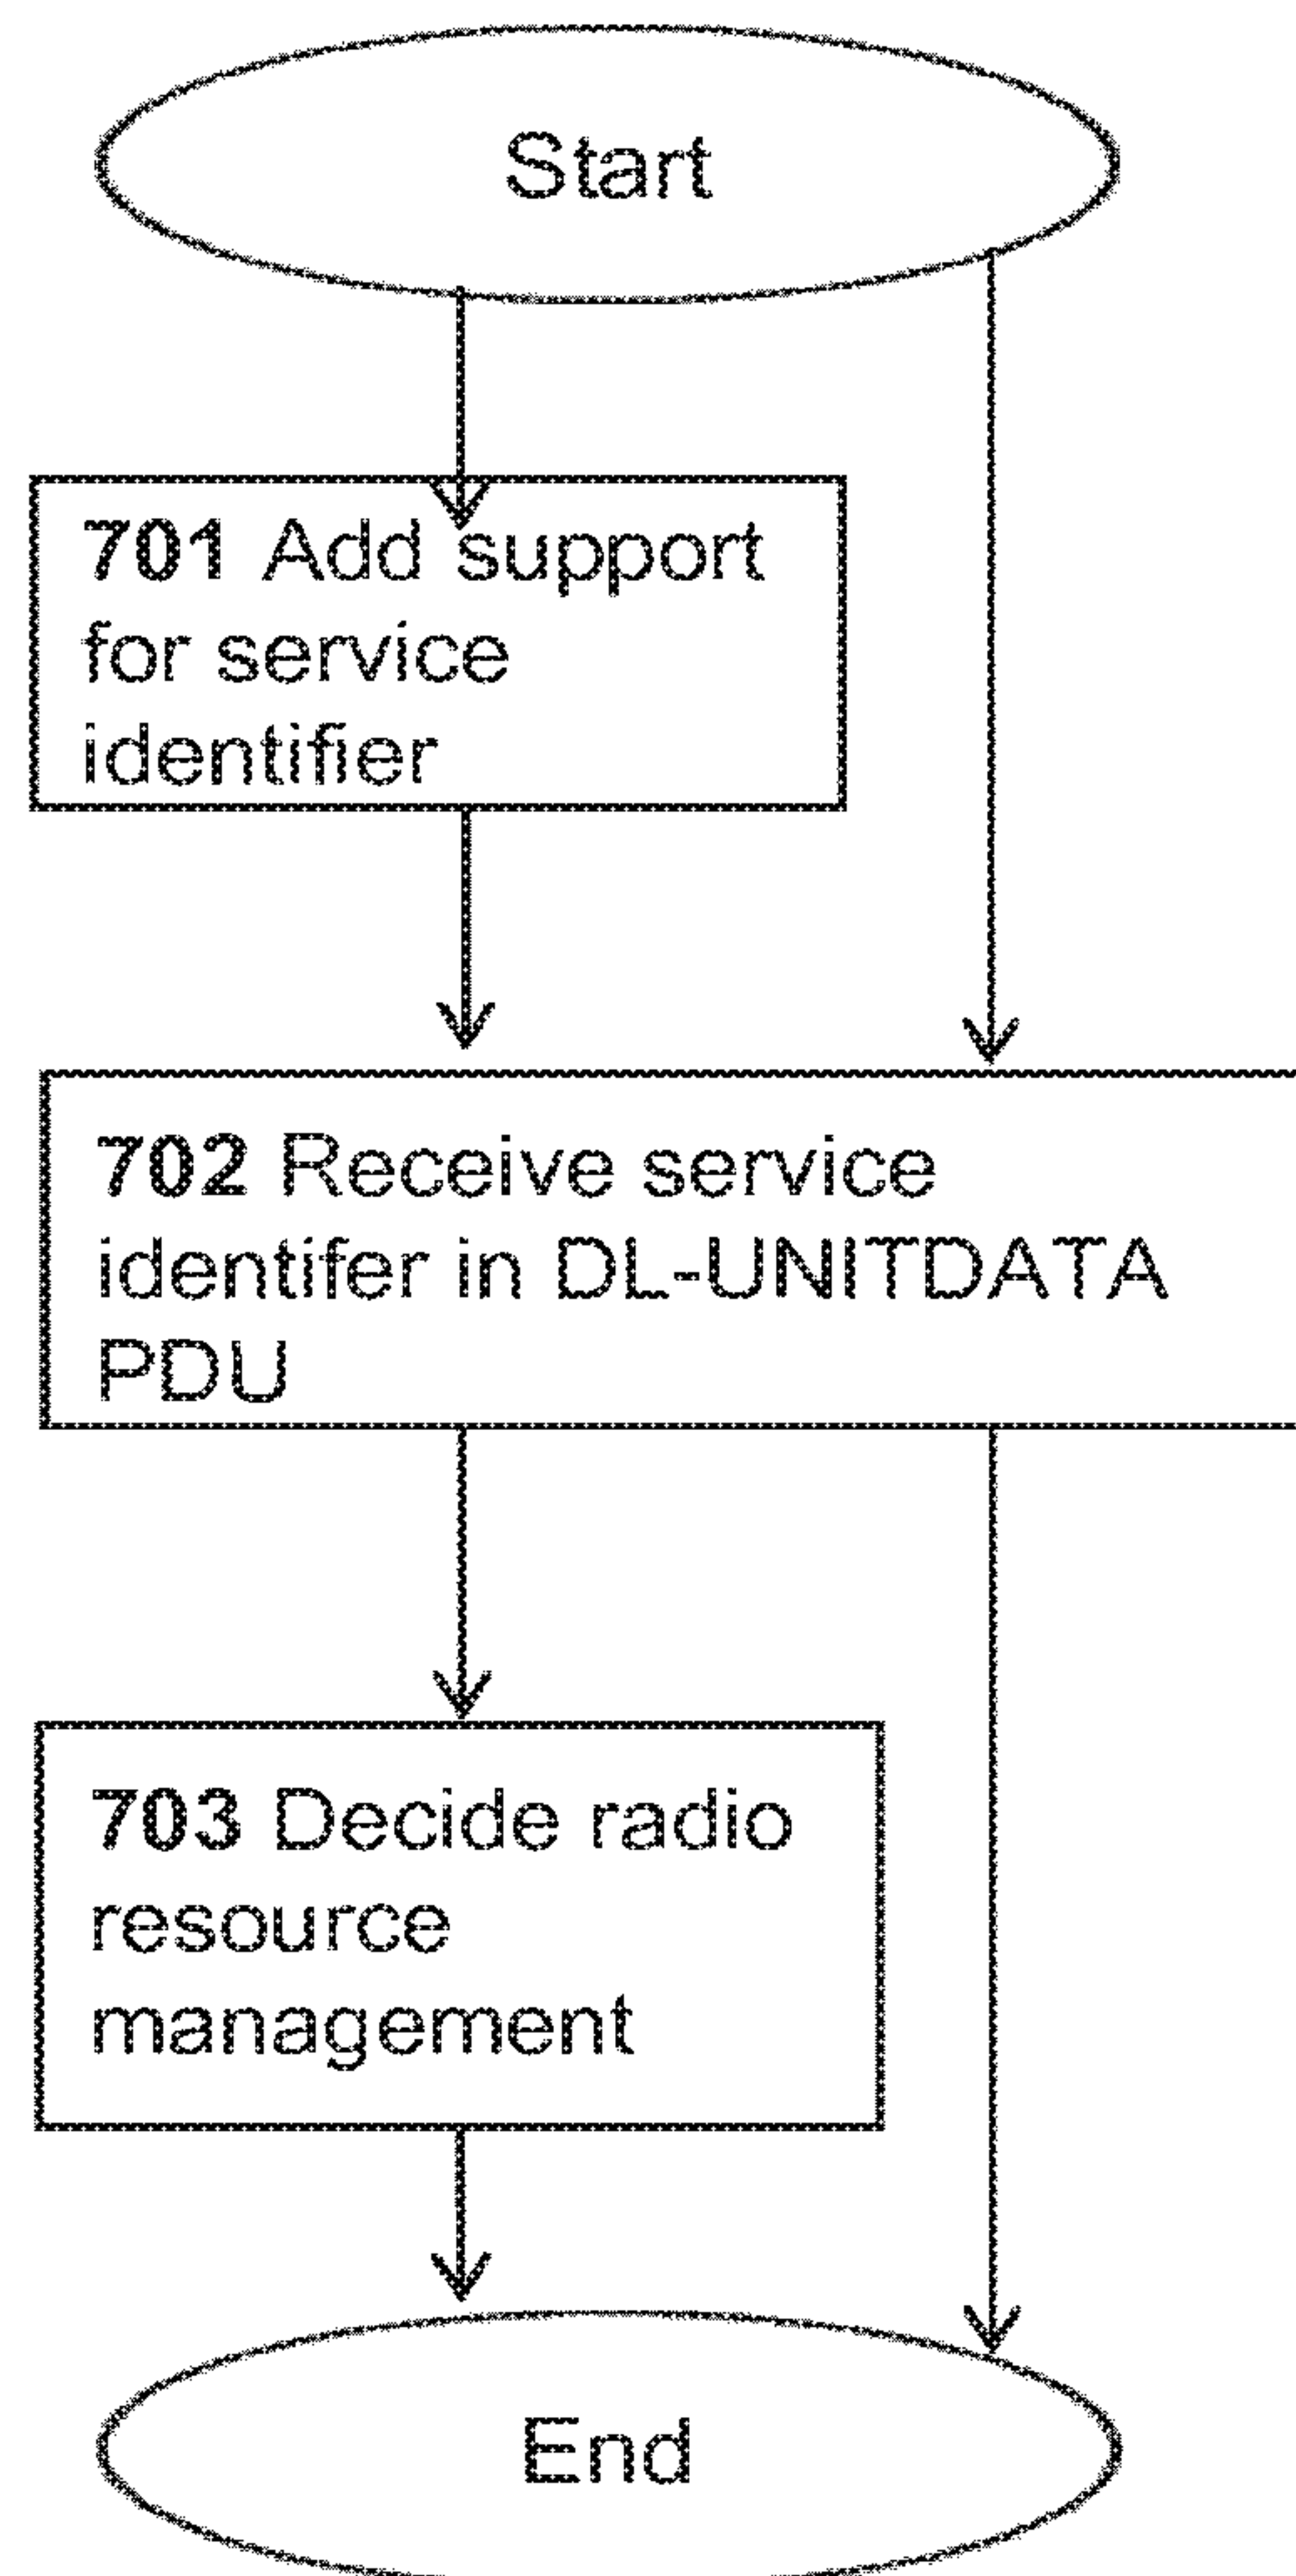 Start
701 Add support
for service
identifier
702 Receive service
identifer in DL-UNITDATA
PDU
703 Decide radio
resource
management
End